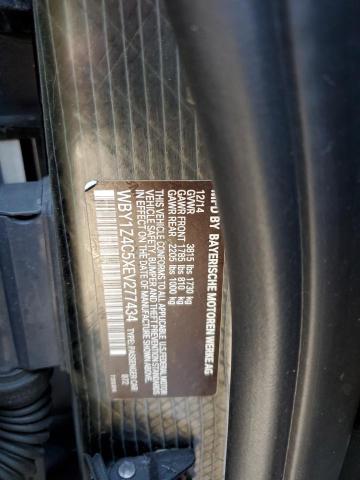 MFD BY BAYERISCHE MOTOREN WERKE AG
12/14
GVWR 3815 lbs 1730 kg
GAWR FRONT 1785 lbs 810 kg
GAWR REAR 2205 lbs 1000 kg
THIS VEHICLE CONFORMS TO ALL APPLICABLE U.S. FEDERAL MOTOR
VEHICLE SAFETY, BUMPER AND THEFT PREVENTION STANDARDS
IN EFFECT ON THE DATE OF MANUFACTURE SHOWN ABOVE.
WBY1Z4C5XEV277434 TYPE: PASSENGER CAR